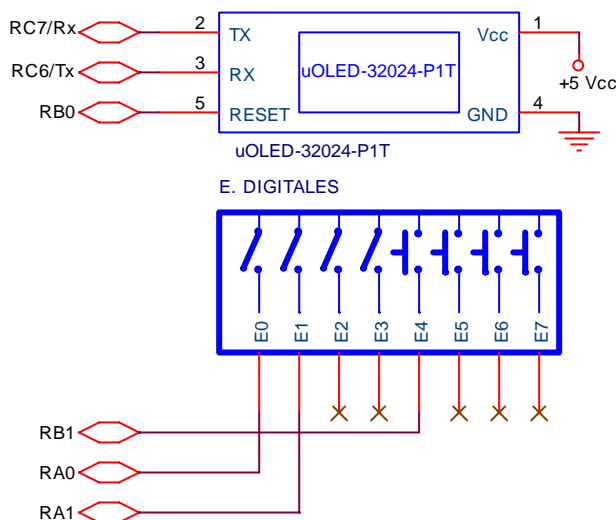 RC7/Rx 2 TX Vcc 1
RC6/Tx 3 RX uOLED-32024-P1T +5 Vcc
RB0 5 RESET GND 4
uOLED-32024-P1T
E. DIGITALES
E0 E1 E2 E3 E4 E5 E6 E7
RB1
RA0
RA1